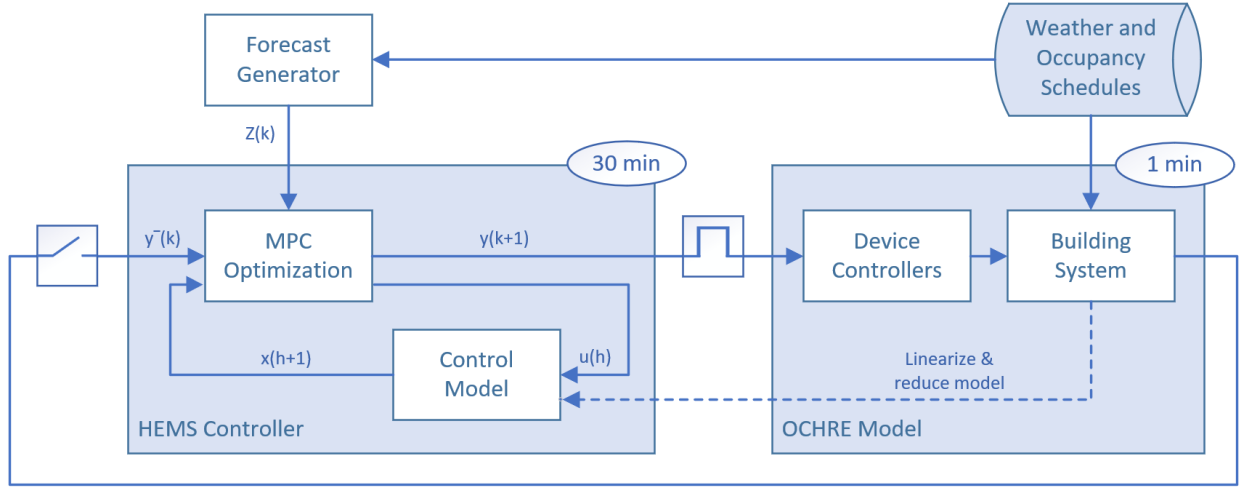 Forecast
Generator
Weather and
Occupancy
Schedules
Z(k)
30 min
1 min
y¯(k)
MPC
Optimization
y(k+1)
Device
Controllers
Building
System
x(h+1)
Control
Model
u(h)
Linearize &
reduce model
HEMS Controller
OCHRE Model